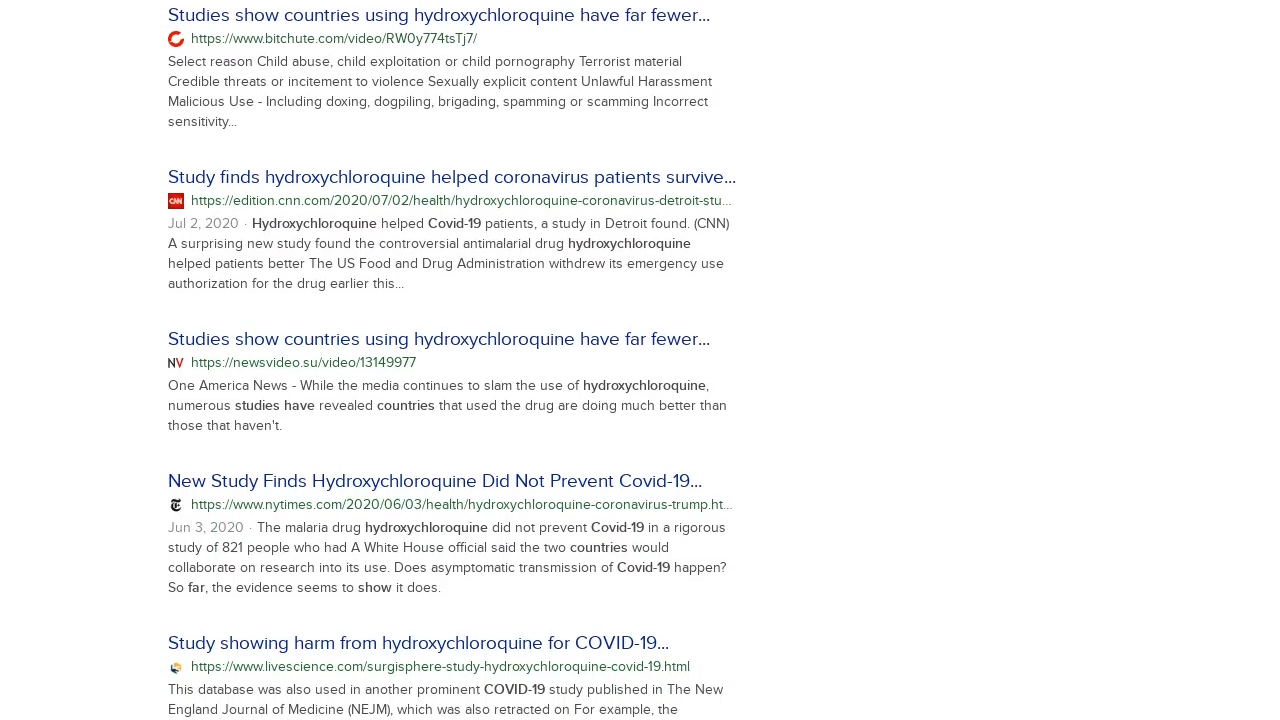 Studies show countries using hydroxychloroquine have far fewer...
https://www.bitchute.com/video/RW0y774tsTj7/
Select reason Child abuse, child exploitation or child pornography Terrorist material
Credible threats or incitement to violence Sexually explicit content Unlawful Harassment
Malicious Use - Including doxing, dogpiling, brigading, spamming or scamming Incorrect
sensitivity...
Study finds hydroxychloroquine helped coronavirus patients survive...
CNN https://edition.cnn.com/2020/07/02/health/hydroxychloroquine-coronavirus-detroit-stu...
Jul 2, 2020 · Hydroxychloroquine helped Covid-19 patients, a study in Detroit found. (CNN)
A surprising new study found the controversial antimalarial drug hydroxychloroquine
helped patients better The US Food and Drug Administration withdrew its emergency use
authorization for the drug earlier this...
Studies show countries using hydroxychloroquine have far fewer...
NV https://newsvideo.su/video/13149977
One America News - While the media continues to slam the use of hydroxychloroquine,
numerous studies have revealed countries that used the drug are doing much better than
those that haven't.
New Study Finds Hydroxychloroquine Did Not Prevent Covid-19...
T https://www.nytimes.com/2020/06/03/health/hydroxychloroquine-coronavirus-trump.ht...
Jun 3, 2020 · The malaria drug hydroxychloroquine did not prevent Covid-19 in a rigorous
study of 821 people who had A White House official said the two countries would
collaborate on research into its use. Does asymptomatic transmission of Covid-19 happen?
So far, the evidence seems to show it does.
Study showing harm from hydroxychloroquine for COVID-19...
https://www.livescience.com/surgisphere-study-hydroxychloroquine-covid-19.html
This database was also used in another prominent COVID-19 study published in The New
England Journal of Medicine (NEJM), which was also retracted on For example, the